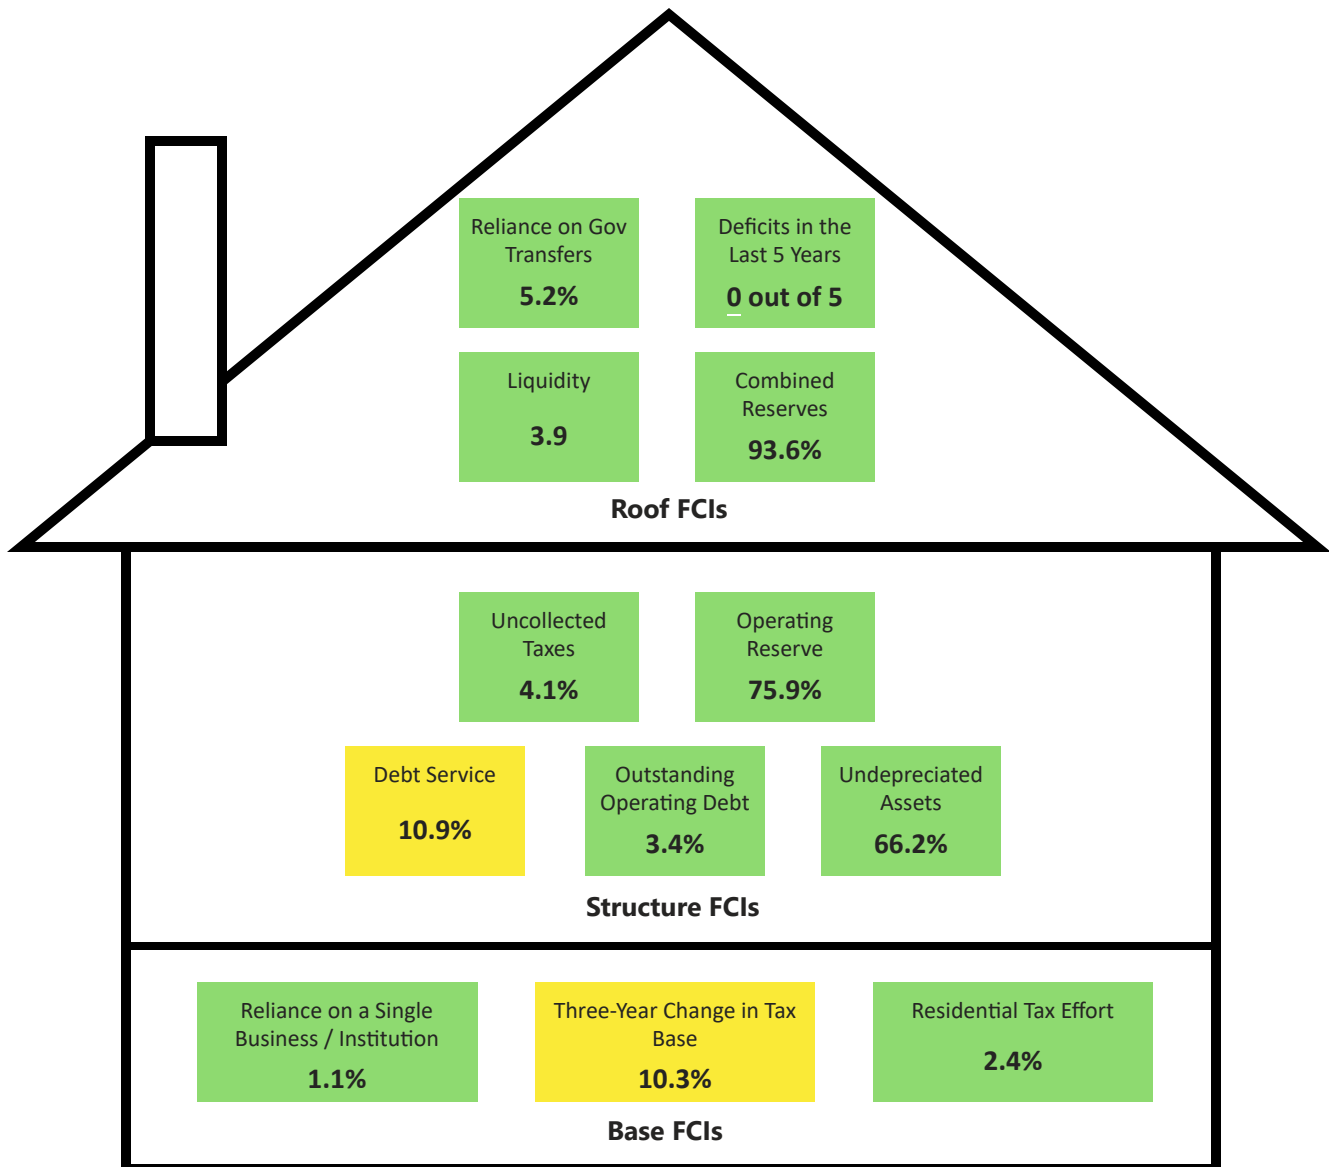 Reliance on Gov
Transfers
5.2%
Deficits in the
Last 5 Years
0 out of 5
Liquidity
3.9
Combined
Reserves
93.6%
Roof FCIs
Uncollected
Taxes
4.1%
Operating
Reserve
75.9%
Debt Service
10.9%
Outstanding
Operating Debt
3.4%
Undepreciated
Assets
66.2%
Structure FCIs
Reliance on a Single
Business / Institution
1.1%
Three-Year Change in Tax
Base
10.3%
Residential Tax Effort
2.4%
Base FCIs